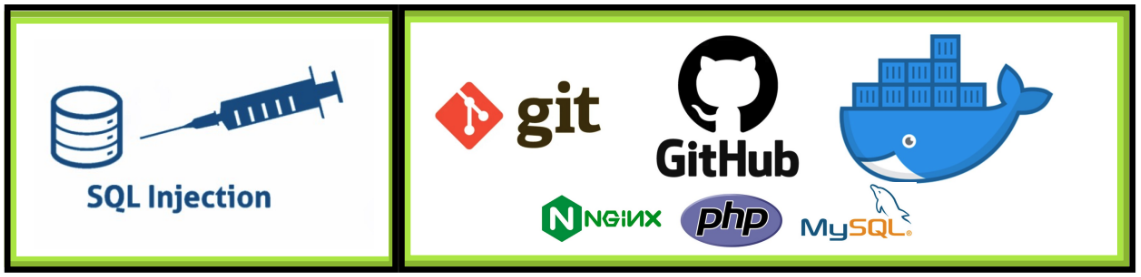 SQL Injection
git
GitHub
N NGiNX
php
MySQL®